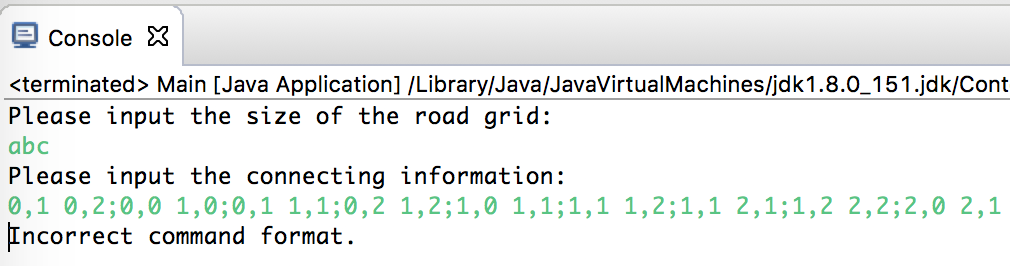 Console
<terminated> Main [Java Application] /Library/Java/JavaVirtualMachines/jdk1.8.0_151.jdk/Cont
Please input the size of the road grid:
abc
Please input the connecting information:
0,1 0,2;0,0 1,0;0,1 1,1;0,2 1,2;1,0 1,1;1,1 1,2;1,1 2,1;1,2 2,2;2,0 2,1
Incorrect command format.